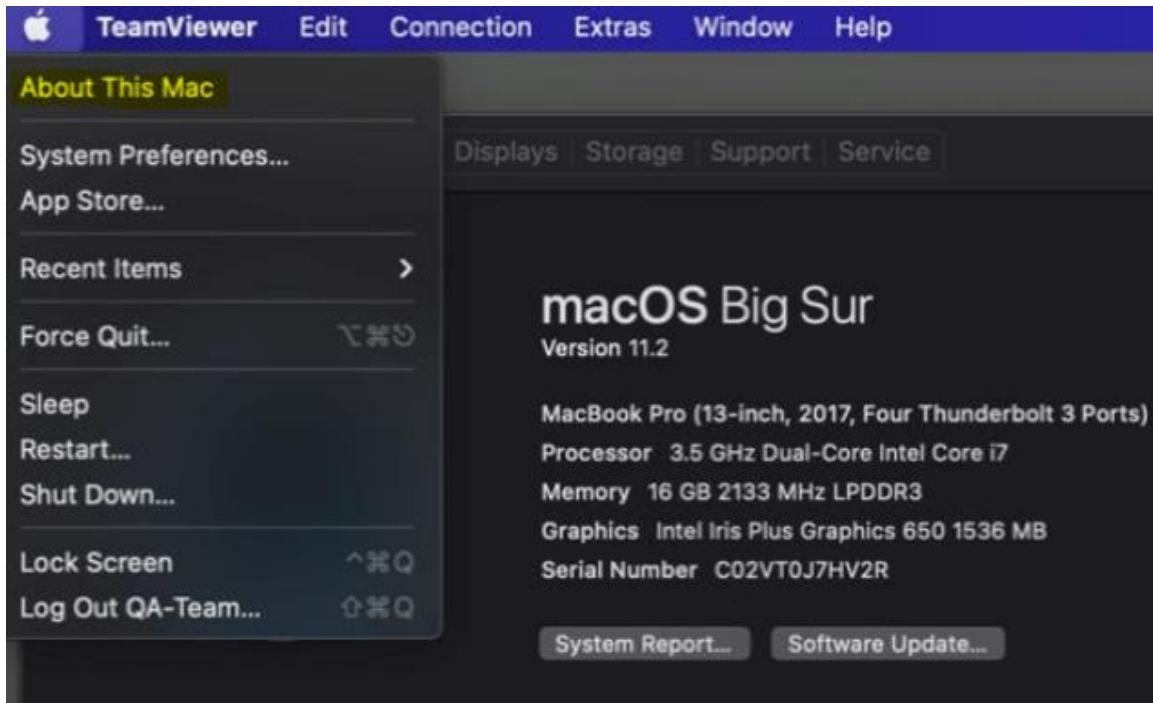 TeamViewer Edit Connection Extras Window Help
About This Mac
System Preferences...
App Store...
Recent Items
Force Quit... ⌥⌘⎋
Sleep
Restart...
Shut Down...
Lock Screen ^⌘Q
Log Out QA-Team... ⇧⌘Q
Displays Storage Support Service
macOS Big Sur
Version 11.2
MacBook Pro (13-inch, 2017, Four Thunderbolt 3 Ports)
Processor 3.5 GHz Dual-Core Intel Core i7
Memory 16 GB 2133 MHz LPDDR3
Graphics Intel Iris Plus Graphics 650 1536 MB
Serial Number C02VT0J7HV2R
System Report... Software Update...